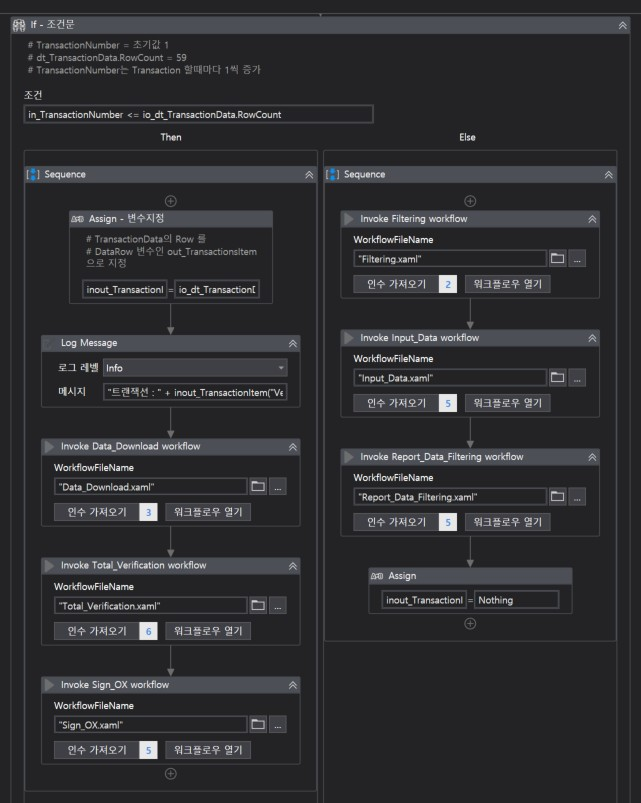 If - 조건문
# TransactionNumber = 초기값 1
# dt_TransactionData.RowCount = 59
# TransactionNumber는 Transaction 할때마다 1씩 증가
조건
in_TransactionNumber <= io_dt_TransactionData.RowCount
Then
Sequence
Assign - 변수지정
# TransactionData의 Row 를
# DataRow 변수인 out_TransactionsItem
으로 지정
inout_TransactionI = io_dt_TransactionD
Log Message
로그 레벨 Info
메시지 "트랜잭션 : " + inout_TransactionItem("Ve
Invoke Data_Download workflow
WorkflowFileName
"Data_Download.xaml" ...
인수 가져오기 3 워크플로우 열기
Invoke Total_Verification workflow
WorkflowFileName
"Total_Verification.xaml" ...
인수 가져오기 6 워크플로우 열기
Invoke Sign_OX workflow
WorkflowFileName
"Sign_OX.xaml" ...
인수 가져오기 5 워크플로우 열기
Else
Sequence
Invoke Filtering workflow
WorkflowFileName
"Filtering.xaml" ...
인수 가져오기 2 워크플로우 열기
Invoke Input_Data workflow
WorkflowFileName
"Input_Data.xaml" ...
인수 가져오기 5 워크플로우 열기
Invoke Report_Data_Filtering workflow
WorkflowFileName
"Report_Data_Filtering.xaml" ...
인수 가져오기 5 워크플로우 열기
Assign
inout_TransactionI = Nothing